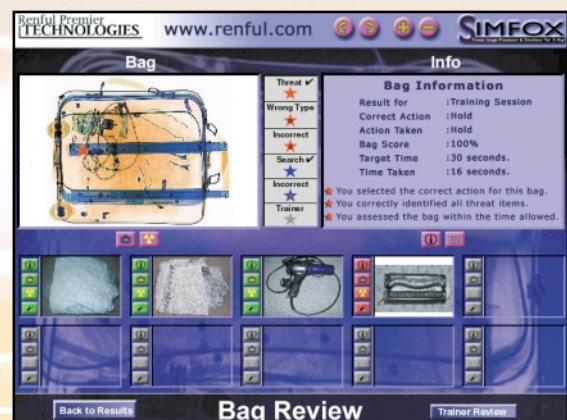 Renful Premier
TECHNOLOGIES www.renful.com SIMFOX
Bag
Info
Threat ✔
Wrong Type
Incorrect
Search ✔
Incorrect
Trainer
Bag Information
Result for :Training Session
Correct Action :Hold
Action Taken :Hold
Bag Score :100%
Target Time :30 seconds.
Time Taken :16 seconds.
You selected the correct action for this bag.
You correctly identified all threat items.
You assessed the bag within the time allowed.
Back to Results
Bag Review
Trainer Review